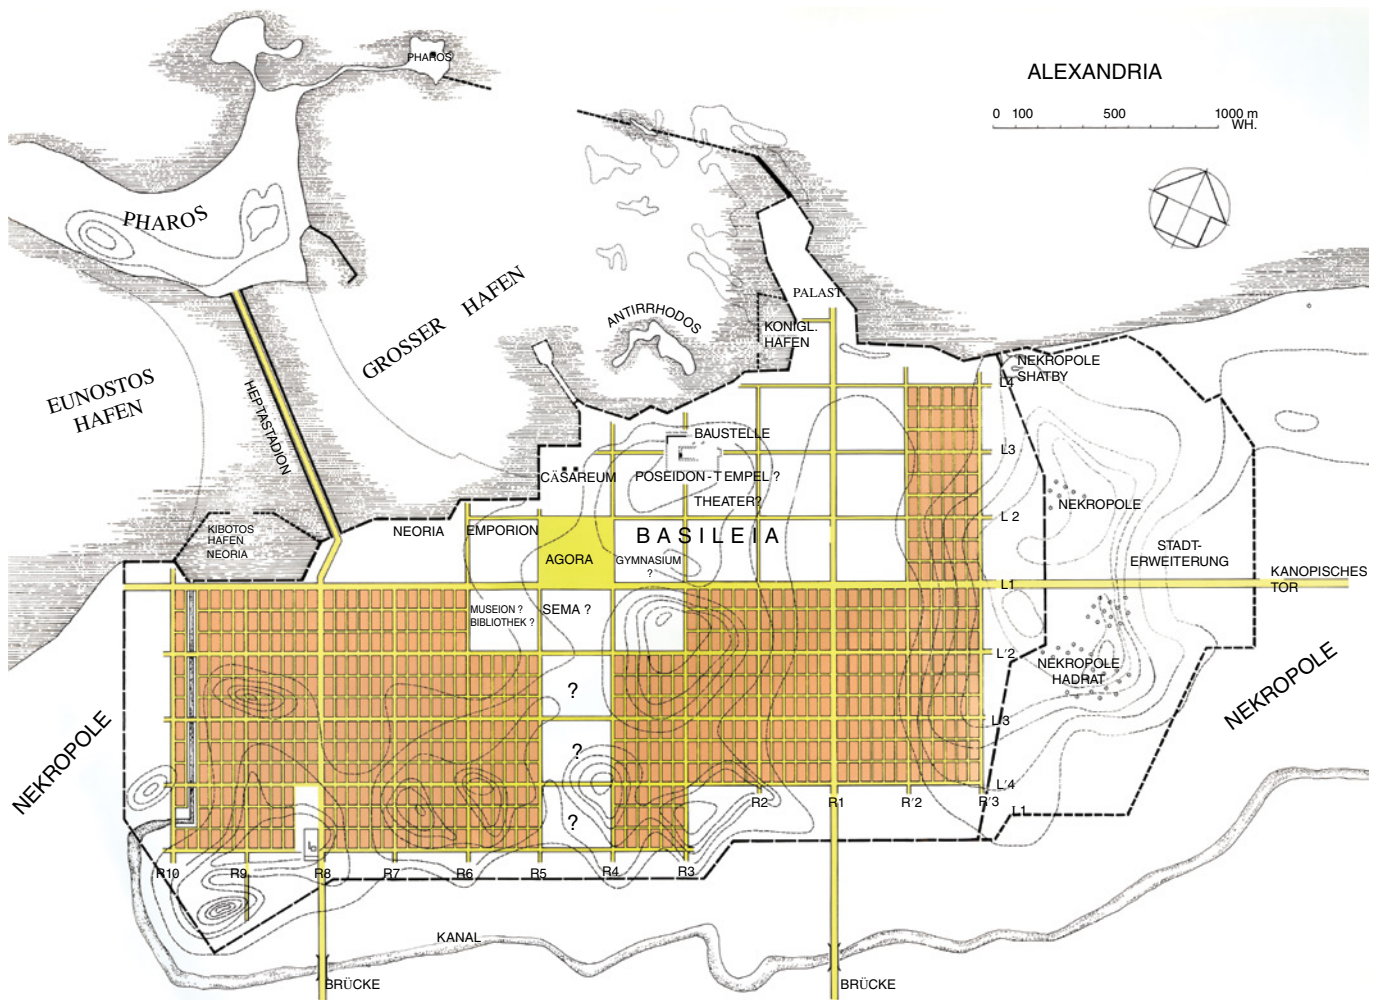 PHAROS
ALEXANDRIA
0 100 500 1000 m
WH.
PHAROS
GROSSER HAFEN
EUNOSTOS
HAFEN
HEPTASTADION
ANTIRRHODOS
PALAST
KONIGL.
HAFEN
NEKROPOLE
SHATBY
L4
BAUSTELLE
L3
CÄSAREUM
POSEIDON-TEMPEL ?
THEATER?
NEKROPOLE
KIBOTOS
HAFEN
NEORIA
NEORIA
EMPORION
BASILEIA
L 2
AGORA
GYMNASIUM
?
STADT-
ERWEITERUNG
L1
KANOPISCHES
TOR
MUSEION ?
BIBLIOTHEK ?
SEMA ?
L'2
NEKROPOLE
HADRAT
NEKROPOLE
?
L'3
NEKROPOLE
?
L'4
R2
R1
R'2
R'3
L1
?
R10
R9
R8
R7
R6
R5
R4
R3
KANAL
BRÜCKE
BRÜCKE